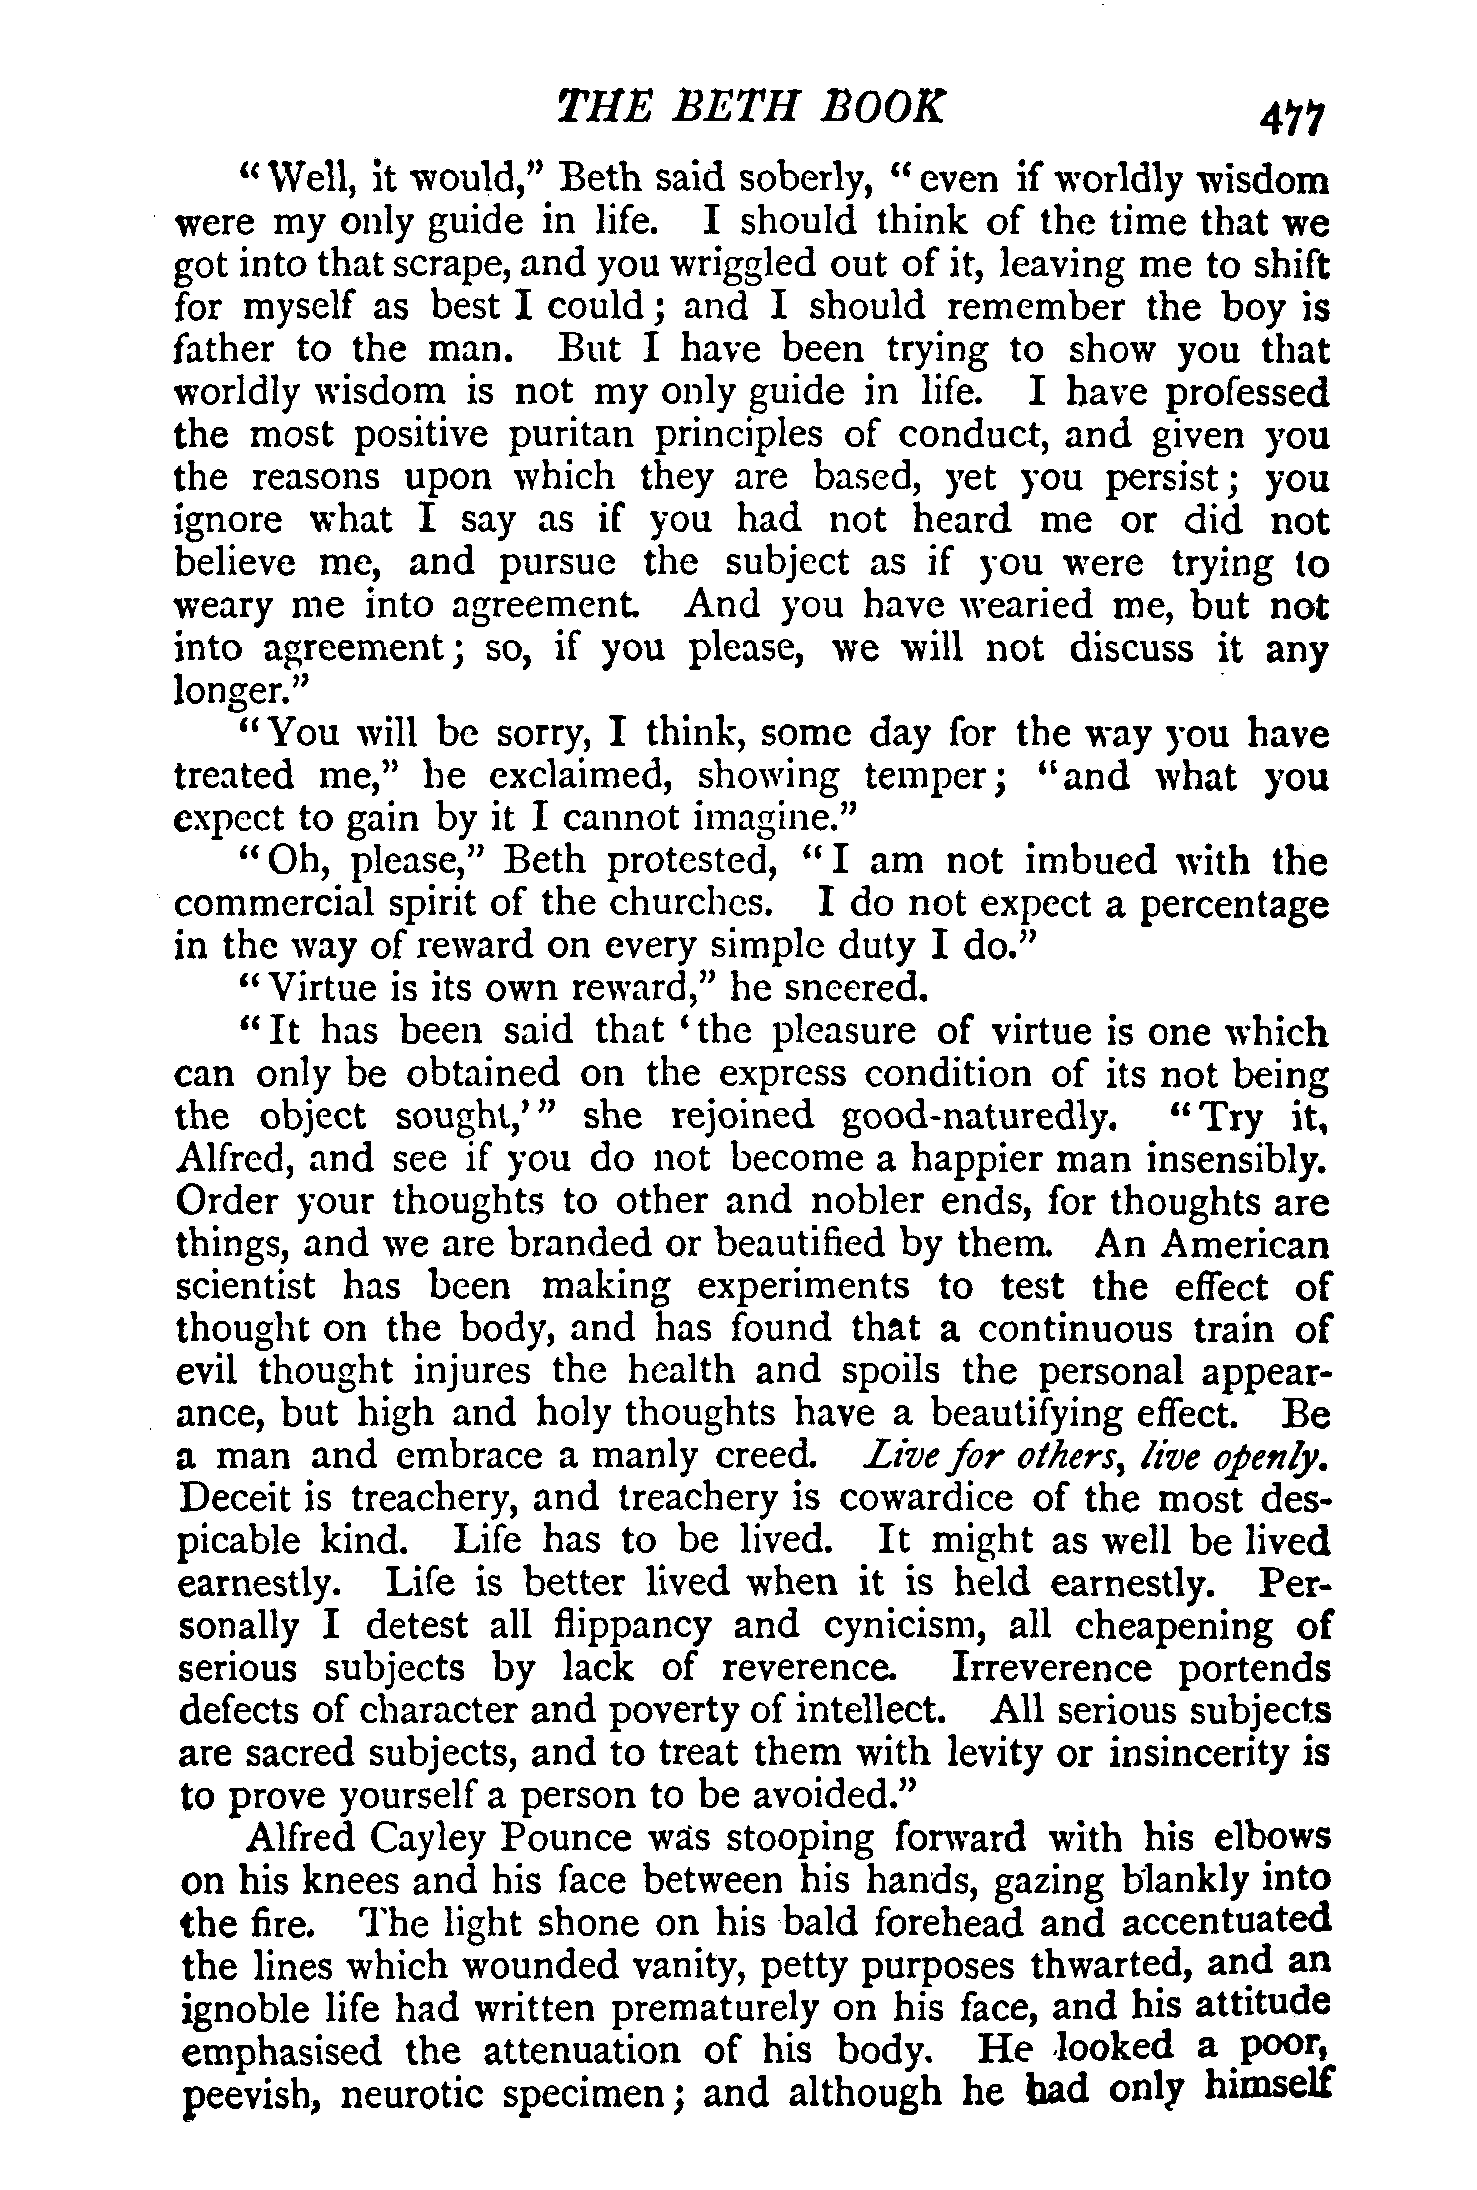 THE BETH BOOK 477
“Well, it would,” Beth said soberly, “even if worldly wisdom
were my only guide in life. I should think of the time that we
got into that scrape, and you wriggled out of it, leaving me to shift
for myself as best I could; and I should remember the boy is
father to the man. But I have been trying to show you that
worldly wisdom is not my only guide in life. I have professed
the most positive puritan principles of conduct, and given you
the reasons upon which they are based, yet you persist; you
ignore what I say as if you had not heard me or did not
believe me, and pursue the subject as if you were trying to
weary me into agreement. And you have wearied me, but not
into agreement; so, if you please, we will not discuss it any
longer.”
“You will be sorry, I think, some day for the way you have
treated me,” he exclaimed, showing temper; “and what you
expect to gain by it I cannot imagine.”
“Oh, please,” Beth protested, “I am not imbued with the
commercial spirit of the churches. I do not expect a percentage
in the way of reward on every simple duty I do.”
“Virtue is its own reward,” he sneered.
“It has been said that ‘the pleasure of virtue is one which
can only be obtained on the express condition of its not being
the object sought,’” she rejoined good-naturedly. “Try it,
Alfred, and see if you do not become a happier man insensibly.
Order your thoughts to other and nobler ends, for thoughts are
things, and we are branded or beautified by them. An American
scientist has been making experiments to test the effect of
thought on the body, and has found that a continuous train of
evil thought injures the health and spoils the personal appear-
ance, but high and holy thoughts have a beautifying effect. Be
a man and embrace a manly creed. Live for others, live openly.
Deceit is treachery, and treachery is cowardice of the most des-
picable kind. Life has to be lived. It might as well be lived
earnestly. Life is better lived when it is held earnestly. Per-
sonally I detest all flippancy and cynicism, all cheapening of
serious subjects by lack of reverence. Irreverence portends
defects of character and poverty of intellect. All serious subjects
are sacred subjects, and to treat them with levity or insincerity is
to prove yourself a person to be avoided.”
Alfred Cayley Pounce was stooping forward with his elbows
on his knees and his face between his hands, gazing blankly into
the fire. The light shone on his bald forehead and accentuated
the lines which wounded vanity, petty purposes thwarted, and an
ignoble life had written prematurely on his face, and his attitude
emphasised the attenuation of his body. He looked a poor,
peevish, neurotic specimen; and although he had only himself